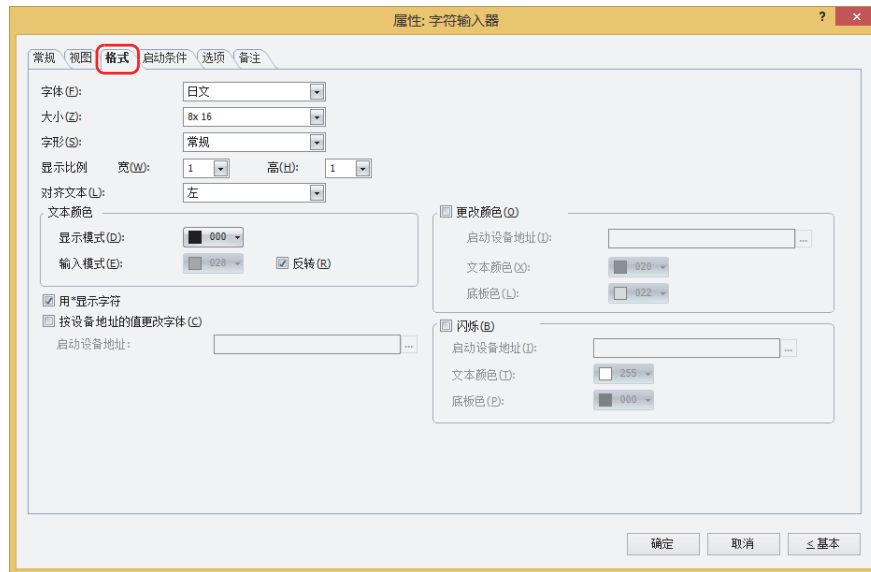 属性: 字符输入器
? ×
常规 视图 格式 启动条件 选项 备注
字体(F): 日文
大小(Z): 8x 16
字形(S): 常规
显示比例 宽(W): 1 高(H): 1
对齐文本(L): 左
文本颜色
显示模式(D): 000
输入模式(E): 028 反转(R)
用*显示字符
按设备地址的值更改字体(C)
启动设备地址: ...
更改颜色(O)
启动设备地址(I): ...
文本颜色(X): 020
底板色(L): 022
闪烁(B)
启动设备地址(I): ...
文本颜色(T): 255
底板色(P): 000
确定 取消 ≤基本